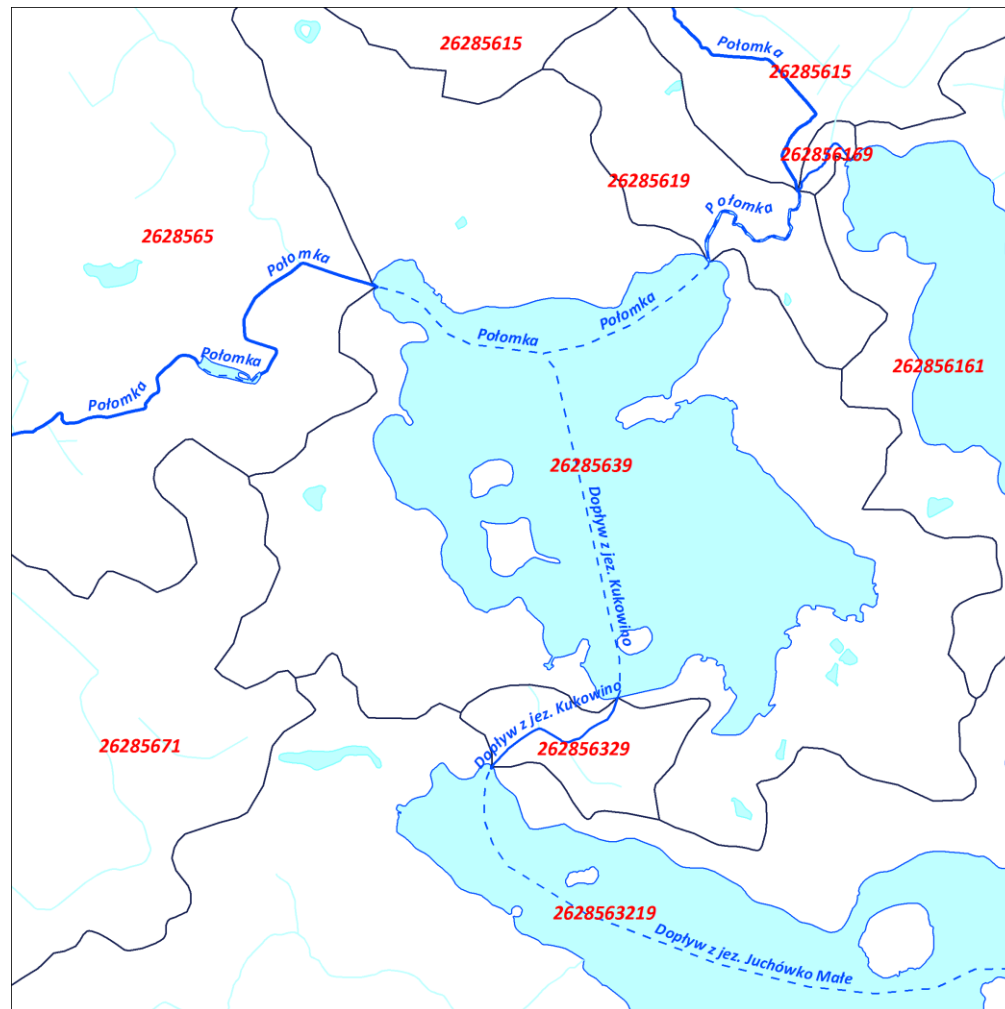 26285615
Połomka
26285615
262856169
26285619
Połomka
2628565
Połomka
Połomka
Połomka
Połomka
Połomka
262856161
26285639
Dopływ z jez. Kukowino
Dopływ z jez. Kukowino
26285671
262856329
2628563219
Dopływ z jez. Juchówko Małe